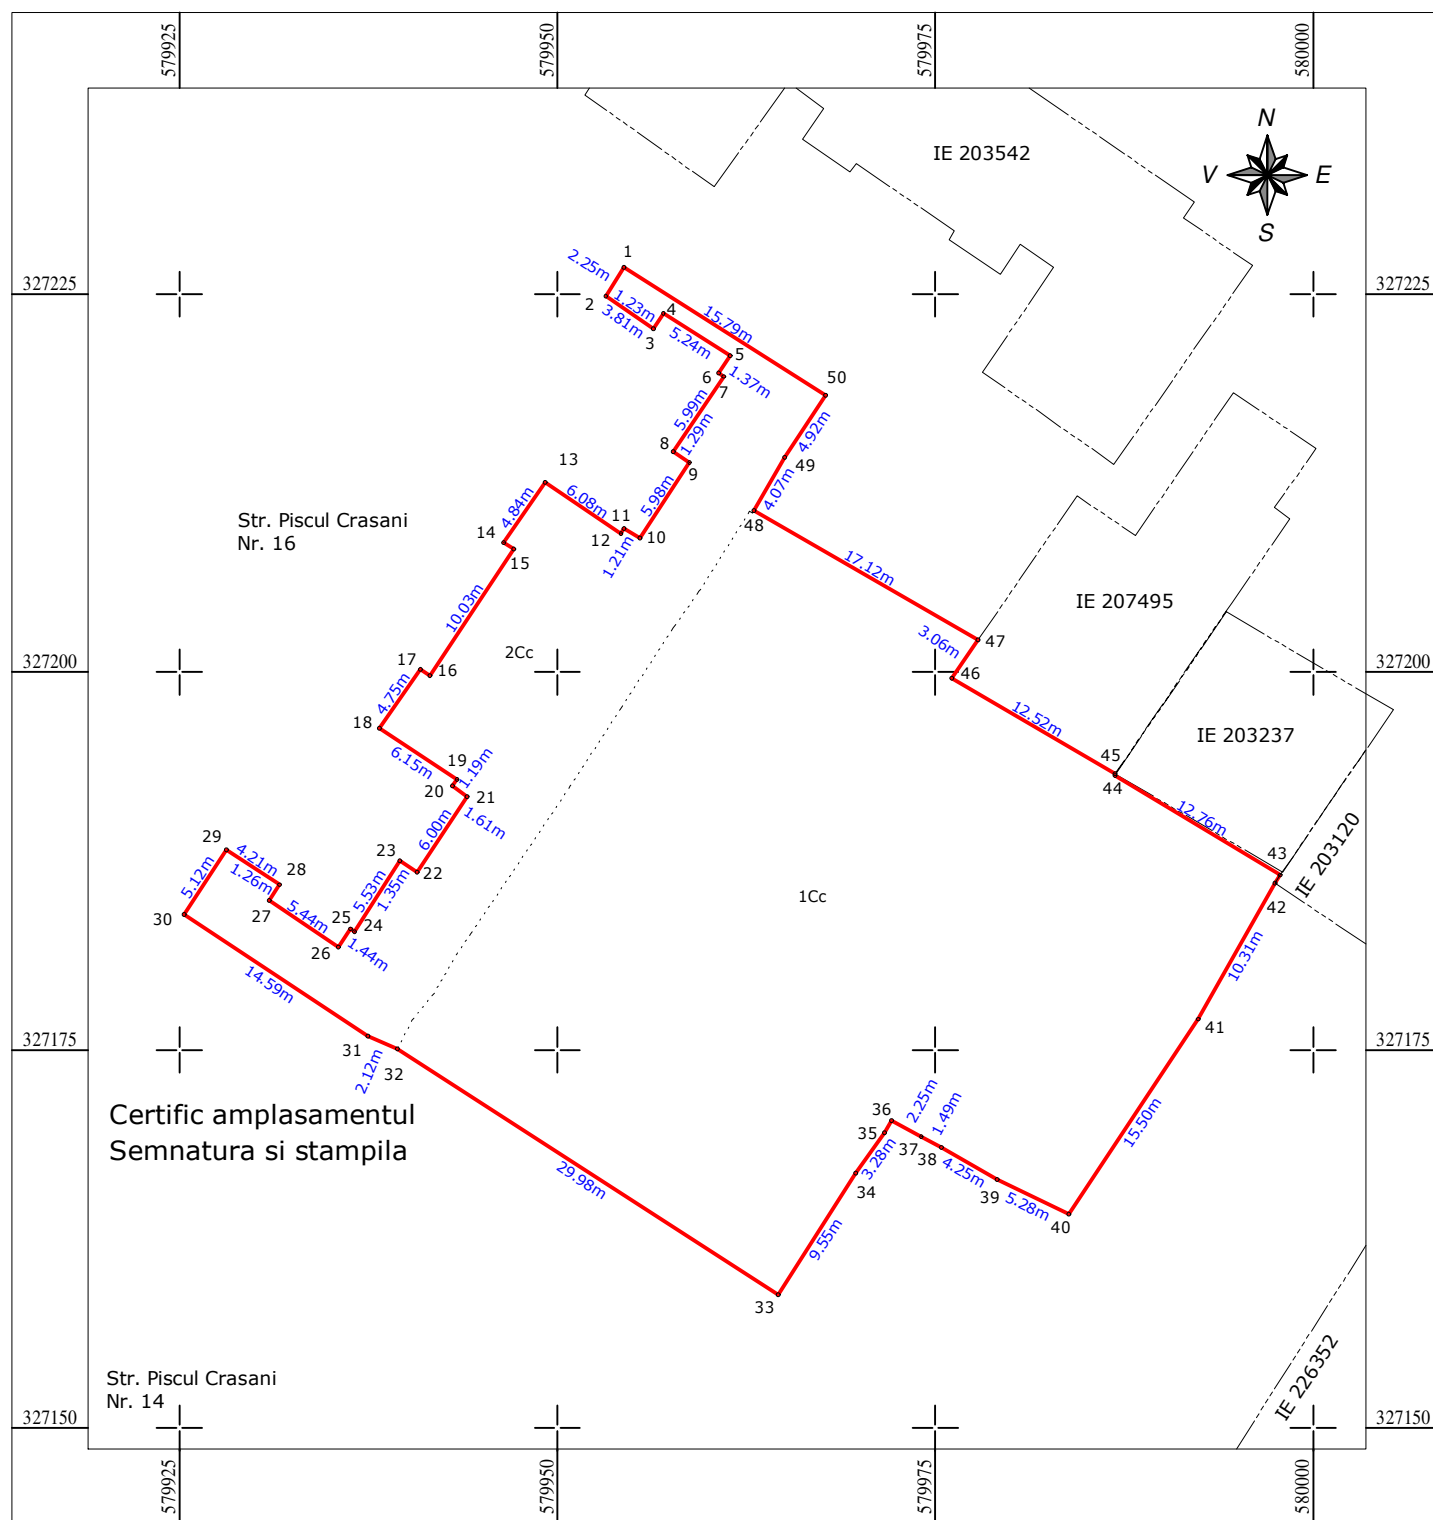 579925
579950
579975
580000
N
V E
S
IE 203542
327225
327225
1
2.25m
2
1.23m
3.81m
3
4
15.79m
5.24m
5
6
1.37m
7
50
5.99m
1.29m
4.92m
8
9
49
13
4.07m
6.08m
5.98m
4.84m
11
12
10
48
Str. Piscul Crasani
Nr. 16
14
15
1.21m
17.12m
IE 207495
10.03m
3.06m
47
2Cc
17
16
46
327200
327200
4.75m
18
12.52m
IE 203237
6.15m
19
1.19m
45
44
20
21
1.61m
6.00m
12.76m
29
4.21m
23
43
1.26m
28
22
IE 203120
5.12m
5.53m
1.35m
1Cc
42
30
27
5.44m
25
24
26
1.44m
10.31m
14.59m
41
31
327175
327175
2.12m
32
Certific amplasamentul
Semnatura si stampila
36
2.25m
1.49m
35
37
38
3.28m
15.50m
34
4.25m
39
29.98m
5.28m
40
9.55m
33
IE 226352
Str. Piscul Crasani
Nr. 14
327150
327150
579925
579950
579975
580000